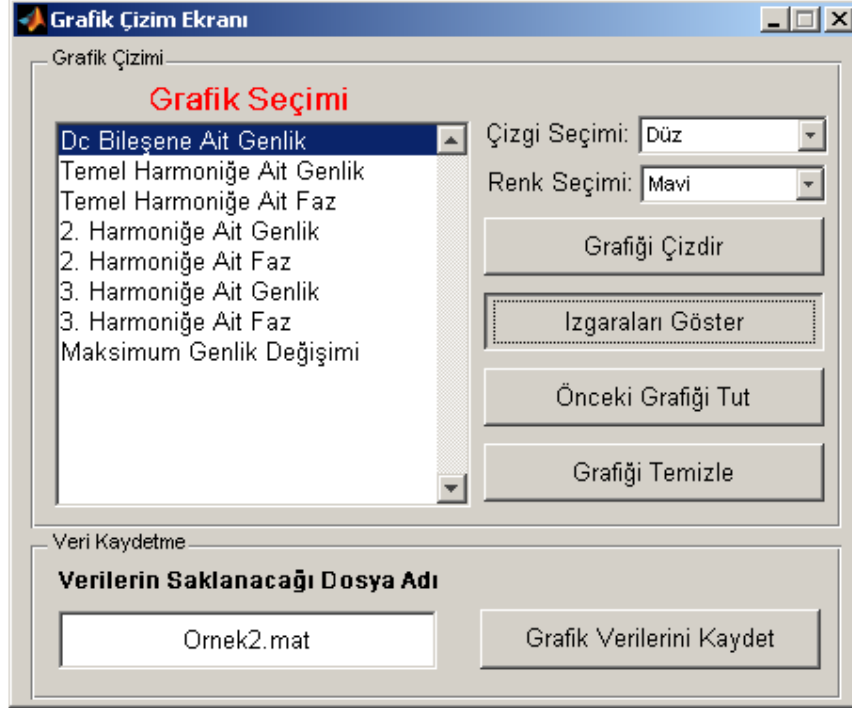 Grafik Çizim Ekranı
Grafik Çizimi
Grafik Seçimi
Dc Bileşene Ait Genlik
Temel Harmoniğe Ait Genlik
Temel Harmoniğe Ait Faz
2. Harmoniğe Ait Genlik
2. Harmoniğe Ait Faz
3. Harmoniğe Ait Genlik
3. Harmoniğe Ait Faz
Maksimum Genlik Değişimi
Çizgi Seçimi: Düz
Renk Seçimi: Mavi
Grafiği Çizdir
Izgaraları Göster
Önceki Grafiği Tut
Grafiği Temizle
Veri Kaydetme
Verilerin Saklanacağı Dosya Adı
Ornek2.mat
Grafik Verilerini Kaydet